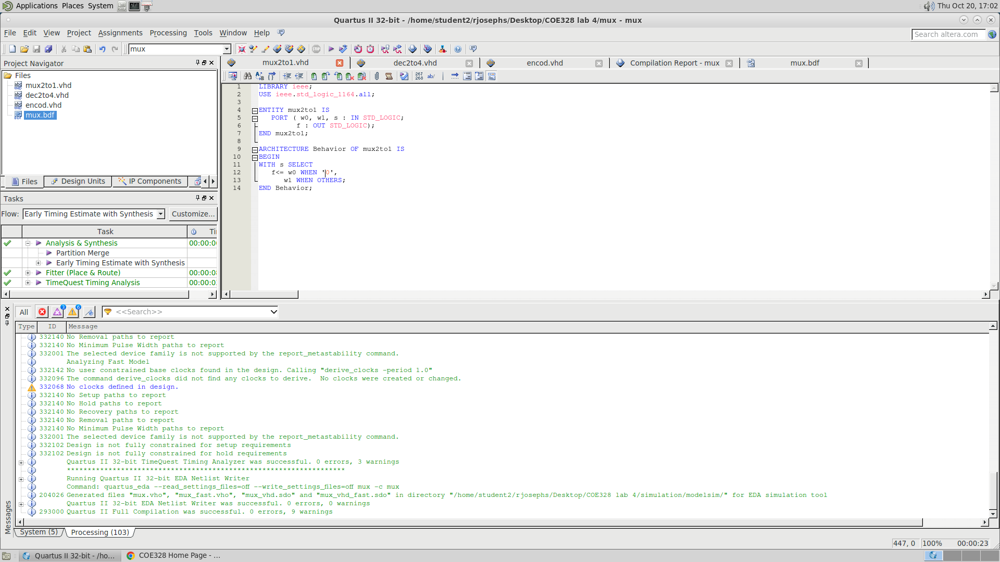 Applications Places System
Thu Oct 20, 17:02
Quartus II 32-bit - /home/student2/rjosephs/Desktop/COE328 lab 4/mux - mux
File Edit View Project Assignments Processing Tools Window Help
Search altera.com
mux
STOP
Project Navigator
Files
mux2to1.vhd
dec2to4.vhd
encod.vhd
mux.bdf
Files Design Units IP Components
Tasks
Flow: Early Timing Estimate with Synthesis Customize...
Task Ti
Analysis & Synthesis 00:00:0
Partition Merge
Early Timing Estimate with Synthesis
Fitter (Place & Route) 00:00:0
TimeQuest Timing Analysis 00:00:0
mux2to1.vhd dec2to4.vhd encod.vhd Compilation Report - mux mux.bdf
267
268 ab/
1 LIBRARY ieee;
2 USE ieee.std_logic_1164.all;
3
4 ENTITY mux2to1 IS
5 PORT ( w0, w1, s : IN STD_LOGIC;
6 f : OUT STD_LOGIC);
7 END mux2to1;
8
9 ARCHITECTURE Behavior OF mux2to1 IS
10 BEGIN
11 WITH s SELECT
12 f<= w0 WHEN '0',
13 w1 WHEN OTHERS;
14 END Behavior;
All 3 6 <<Search>>
Type ID Message
332140 No Removal paths to report
332140 No Minimum Pulse Width paths to report
332001 The selected device family is not supported by the report_metastability command.
Analyzing Fast Model
332142 No user constrained base clocks found in the design. Calling "derive_clocks -period 1.0"
332096 The command derive_clocks did not find any clocks to derive.  No clocks were created or changed.
332068 No clocks defined in design.
332140 No Setup paths to report
332140 No Hold paths to report
332140 No Recovery paths to report
332140 No Removal paths to report
332140 No Minimum Pulse Width paths to report
332001 The selected device family is not supported by the report_metastability command.
332102 Design is not fully constrained for setup requirements
332102 Design is not fully constrained for hold requirements
Quartus II 32-bit TimeQuest Timing Analyzer was successful. 0 errors, 3 warnings
*******************************************************************
Running Quartus II 32-bit EDA Netlist Writer
Command: quartus_eda --read_settings_files=off --write_settings_files=off mux -c mux
204026 Generated files "mux.vho", "mux_fast.vho", "mux_vhd.sdo" and "mux_vhd_fast.sdo" in directory "/home/student2/rjosephs/Desktop/COE328 lab 4/simulation/modelsim/" for EDA simulation tool
Quartus II 32-bit EDA Netlist Writer was successful. 0 errors, 0 warnings
293000 Quartus II Full Compilation was successful. 0 errors, 9 warnings
Messages
System (5) Processing (103)
447, 0 100% 00:00:23
Quartus II 32-bit - /ho... COE328 Home Page - ...